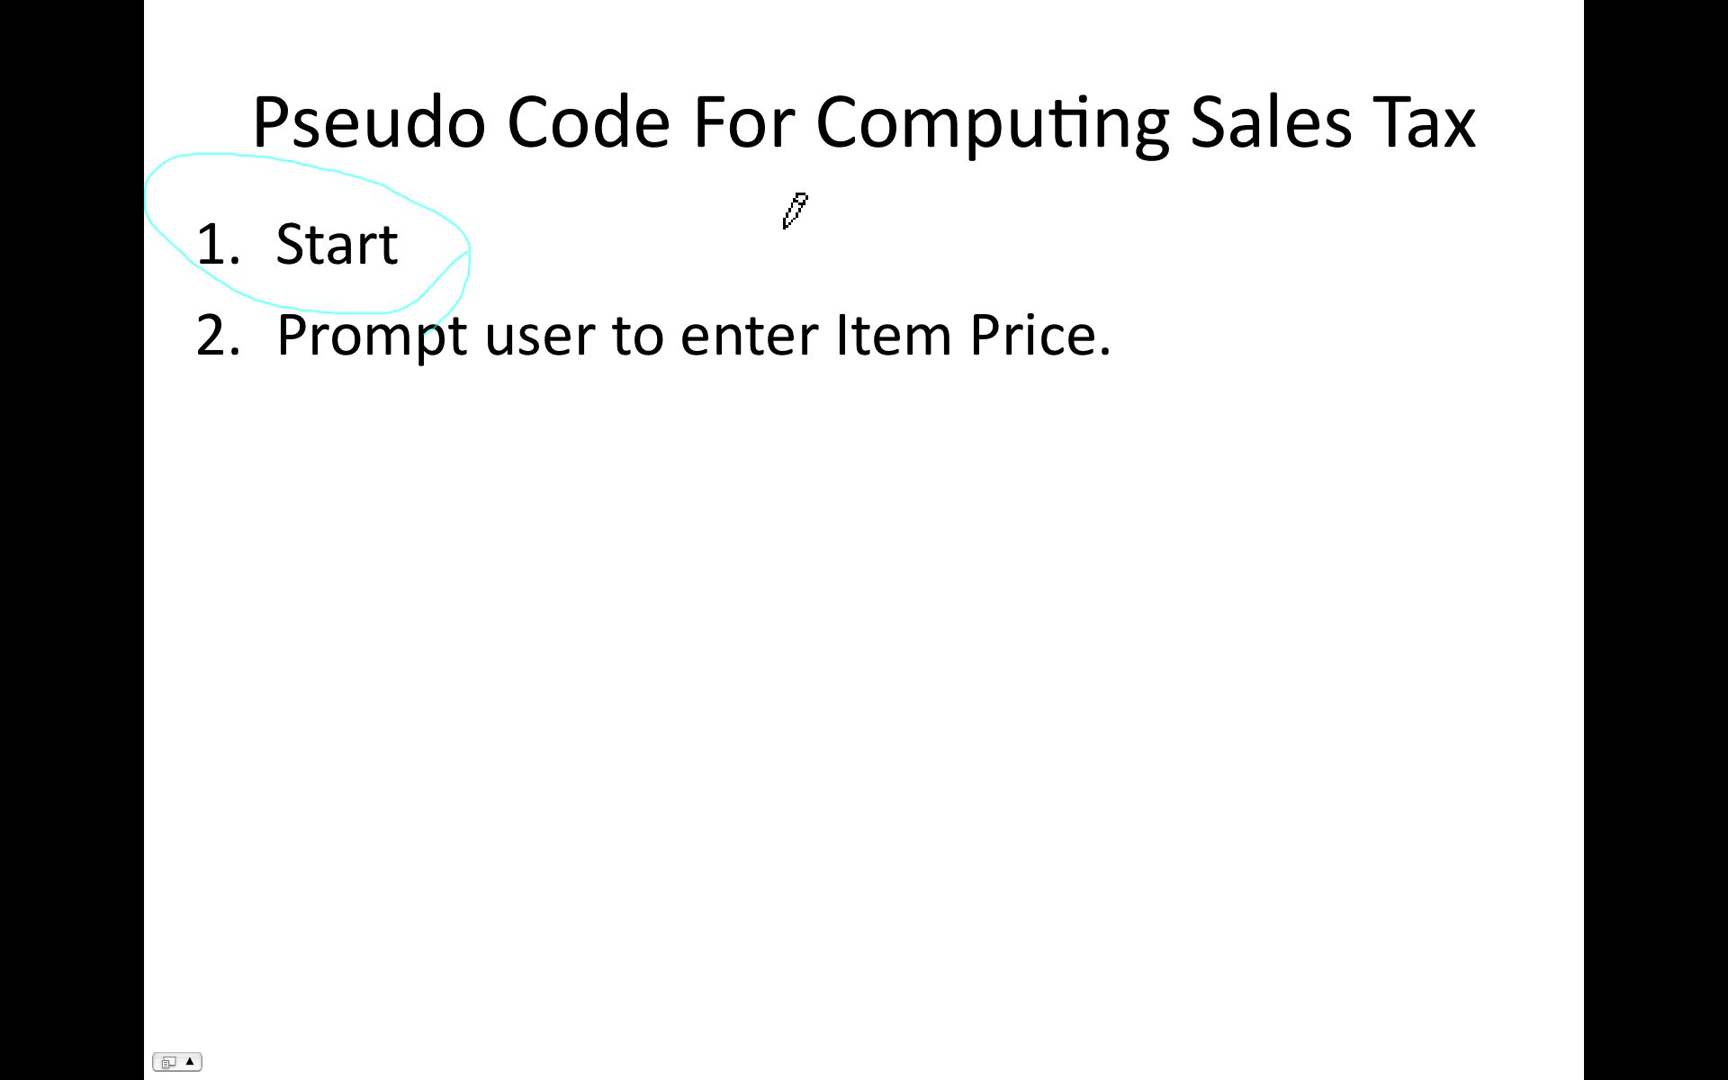 Pseudo Code For Computing Sales Tax
1. Start
2. Prompt user to enter Item Price.